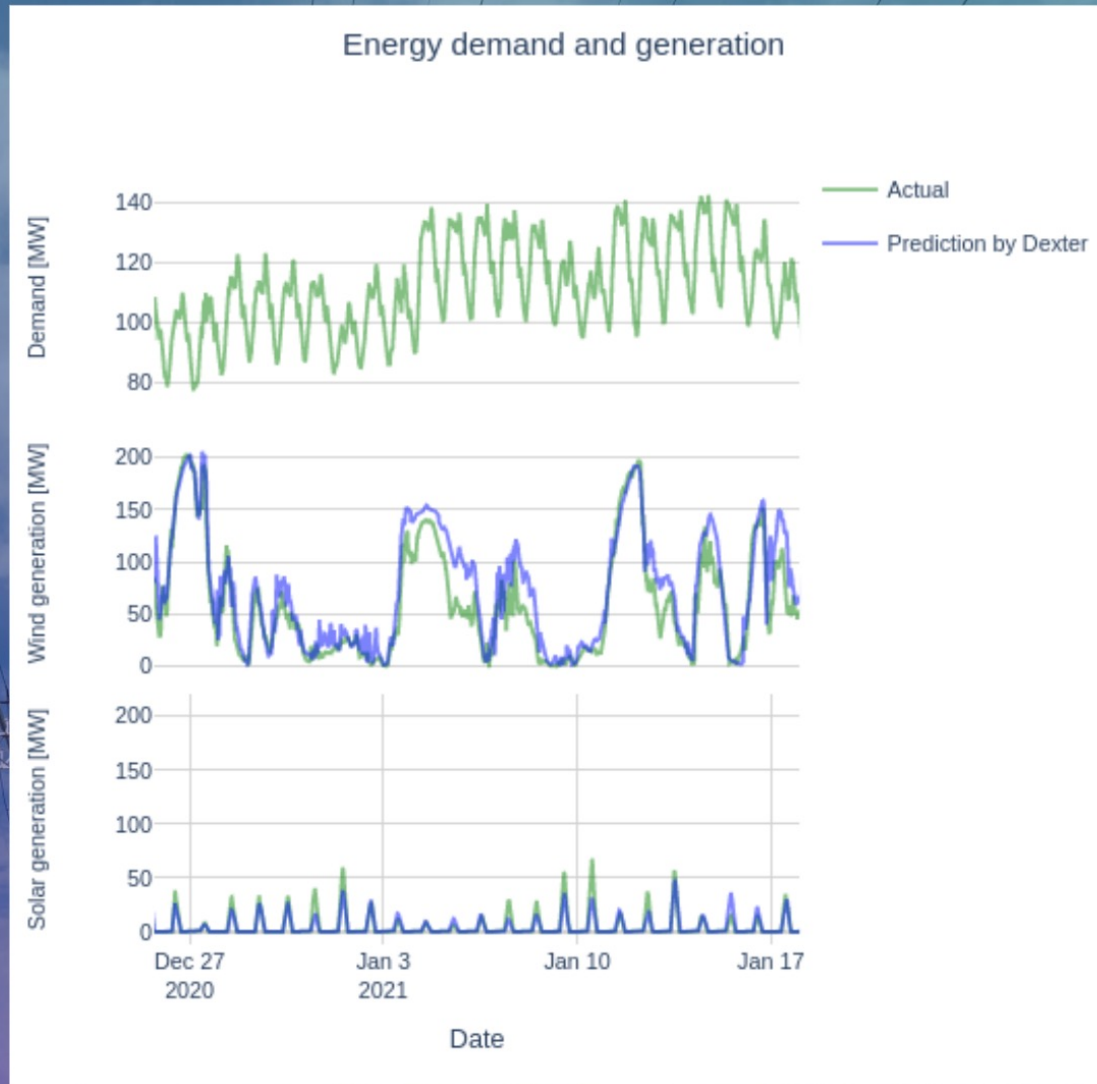 Energy demand and generation
Actual
Prediction by Dexter
Demand [MW]
140
120
100
80
Wind generation [MW]
200
150
100
50
0
Solar generation [MW]
200
150
100
50
0
Dec 27
2020
Jan 3
2021
Jan 10
Jan 17
Date